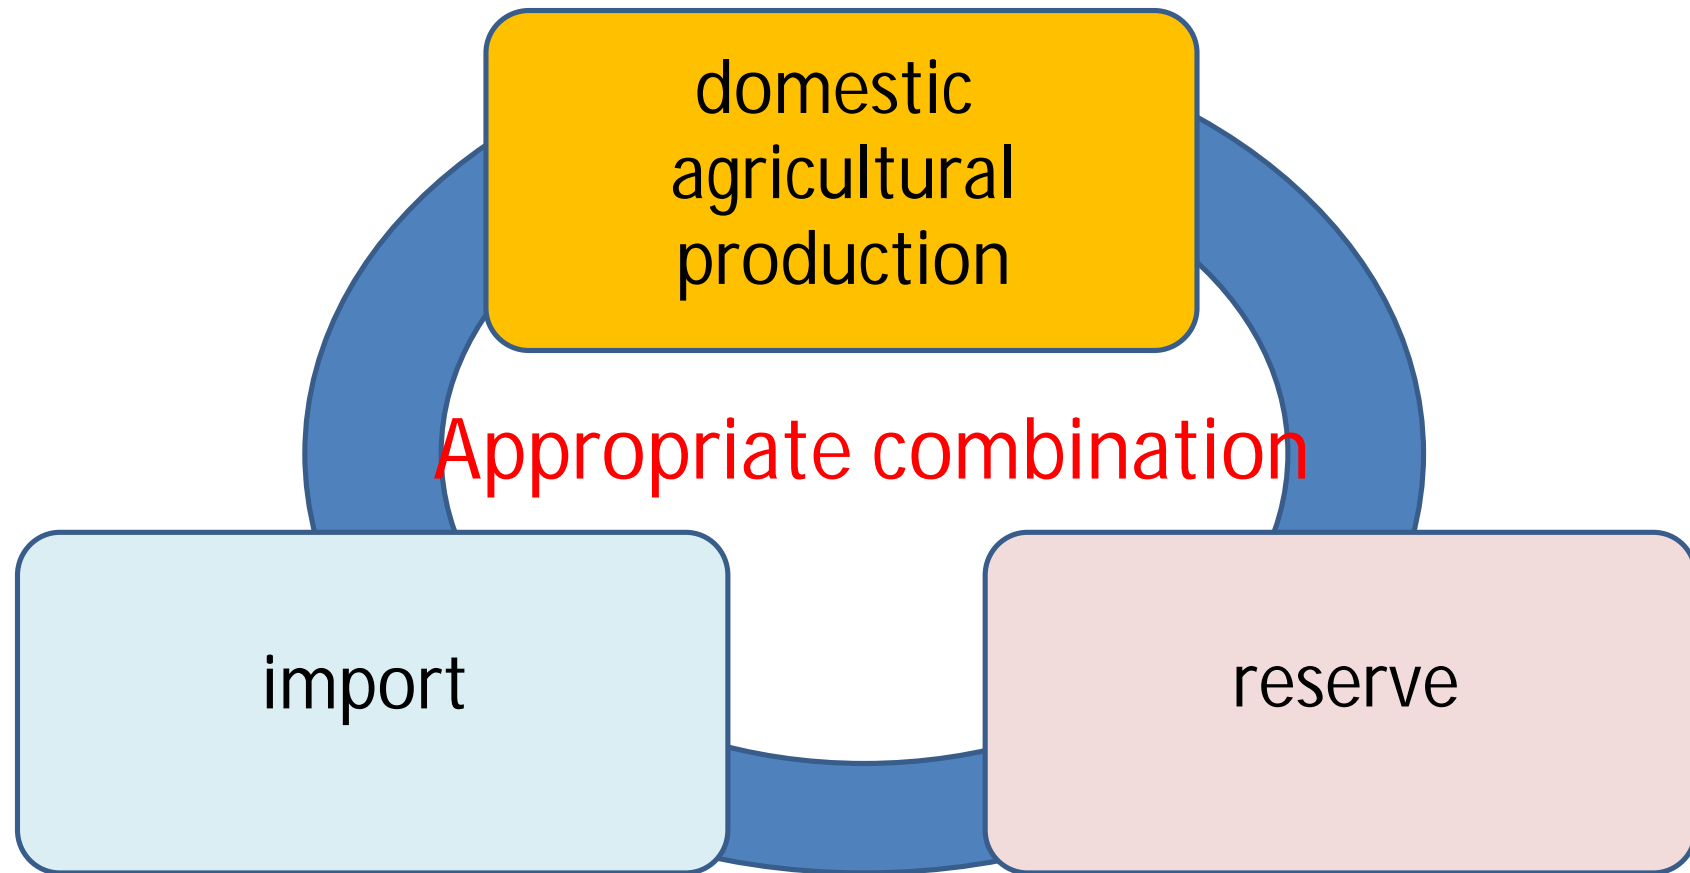 domestic
agricultural
production
Appropriate combination
import
reserve